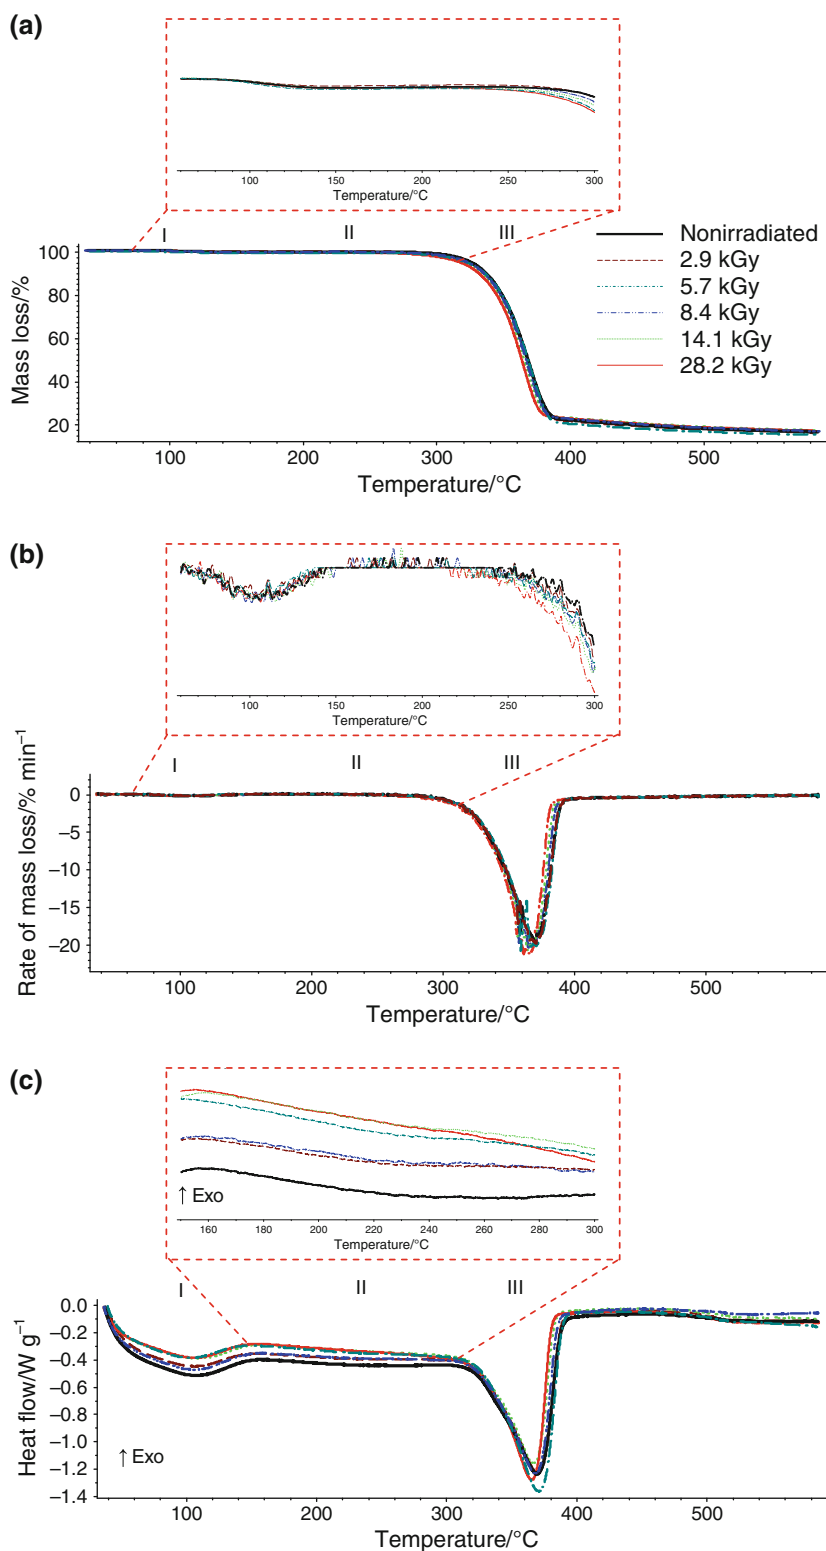 (a)
100 150 200 250 300
Temperature/°C
I II III
Nonirradiated
2.9 kGy
5.7 kGy
8.4 kGy
14.1 kGy
28.2 kGy
100
80
60
40
20
Mass loss/%
100 200 300 400 500
Temperature/°C
(b)
100 150 200 250 300
Temperature/°C
I II III
0
−5
−10
−15
−20
Rate of mass loss/% min⁻¹
100 200 300 400 500
Temperature/°C
(c)
↑ Exo
160 180 200 220 240 260 280 300
Temperature/°C
I II III
0.0
−0.2
−0.4
−0.6
−0.8
−1.0
−1.2
−1.4
Heat flow/W g⁻¹
↑ Exo
100 200 300 400 500
Temperature/°C